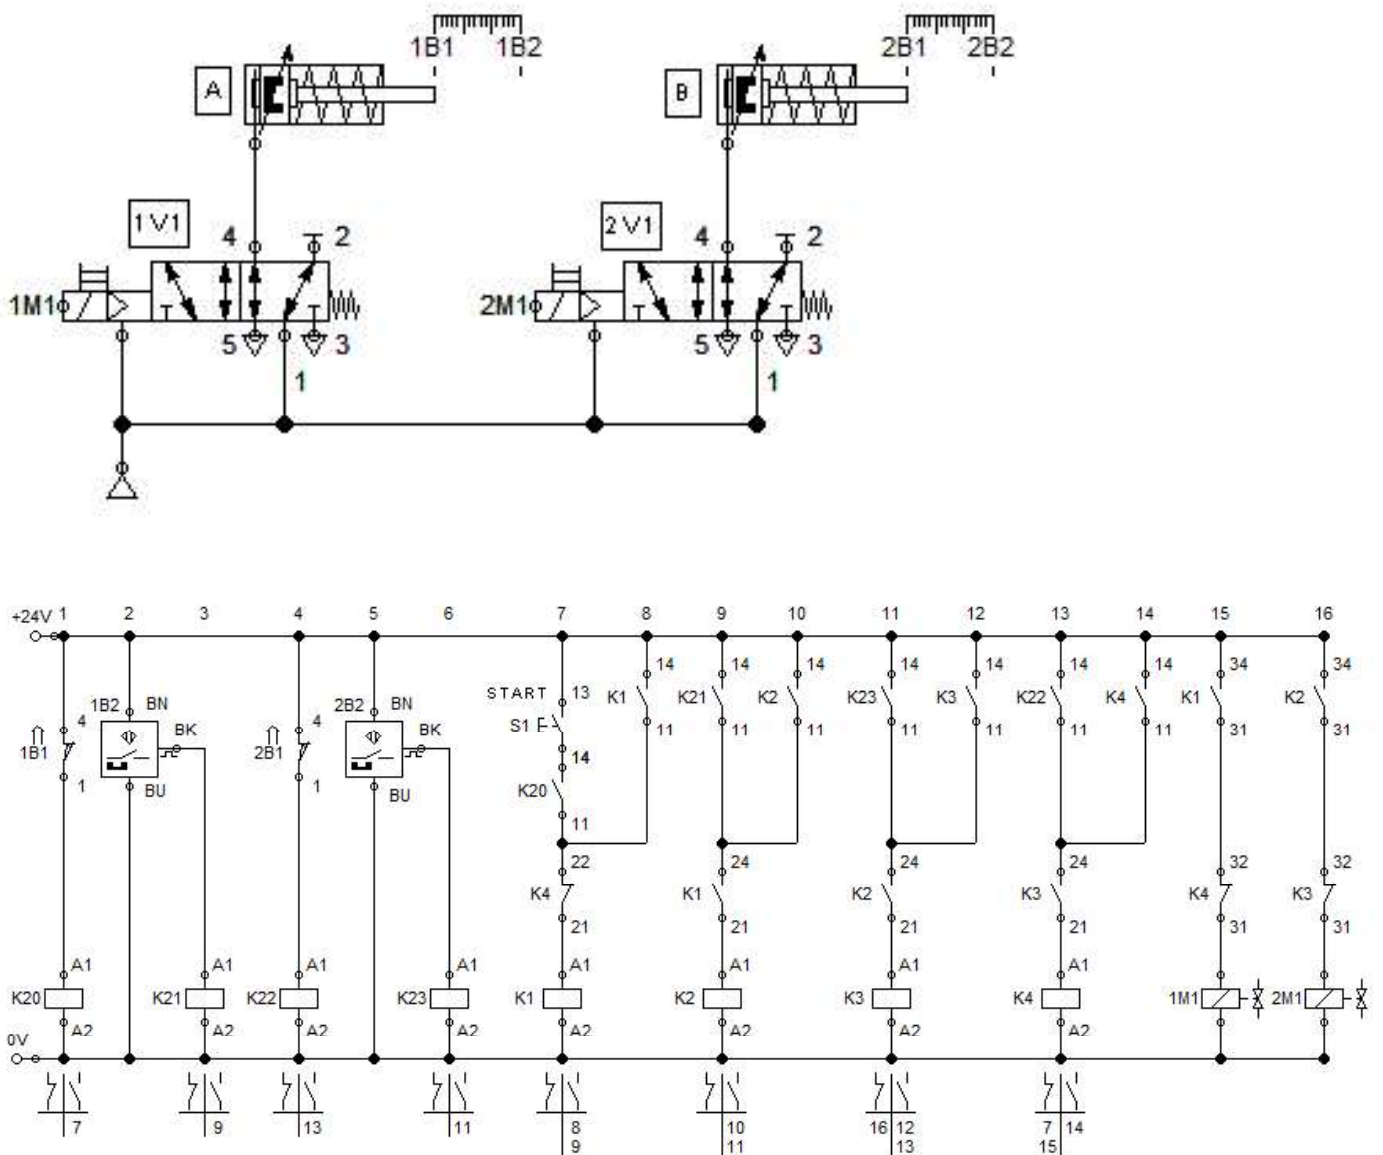 1B1 1B2 2B1 2B2
A B
1V1 2V1
4 2 4 2
1M1 2M1
5 3 5 3
1 1
+24V 1 2 3 4 5 6 7 8 9 10 11 12 13 14 15 16
14 14 14 14 14 14 14 34 34
START 13
1B2 BN 2B2 BN
K1 K21 K2 K23 K3 K22 K4 K1 K2
4 BK 4 BK S1
11 11 11 11 11 11 11 31 31
1B1 2B1
14
1 BU 1 BU K20
11
22 24 24 24 32 32
K4 K1 K2 K3 K4 K3
21 21 21 21 31 31
A1 A1 A1 A1 A1 A1 A1 A1
K20 K21 K22 K23 K1 K2 K3 K4 1M1 2M1
A2 A2 A2 A2 A2 A2 A2 A2
0V
7 9 13 11 8 10 16 12 7 14
9 11 13 15